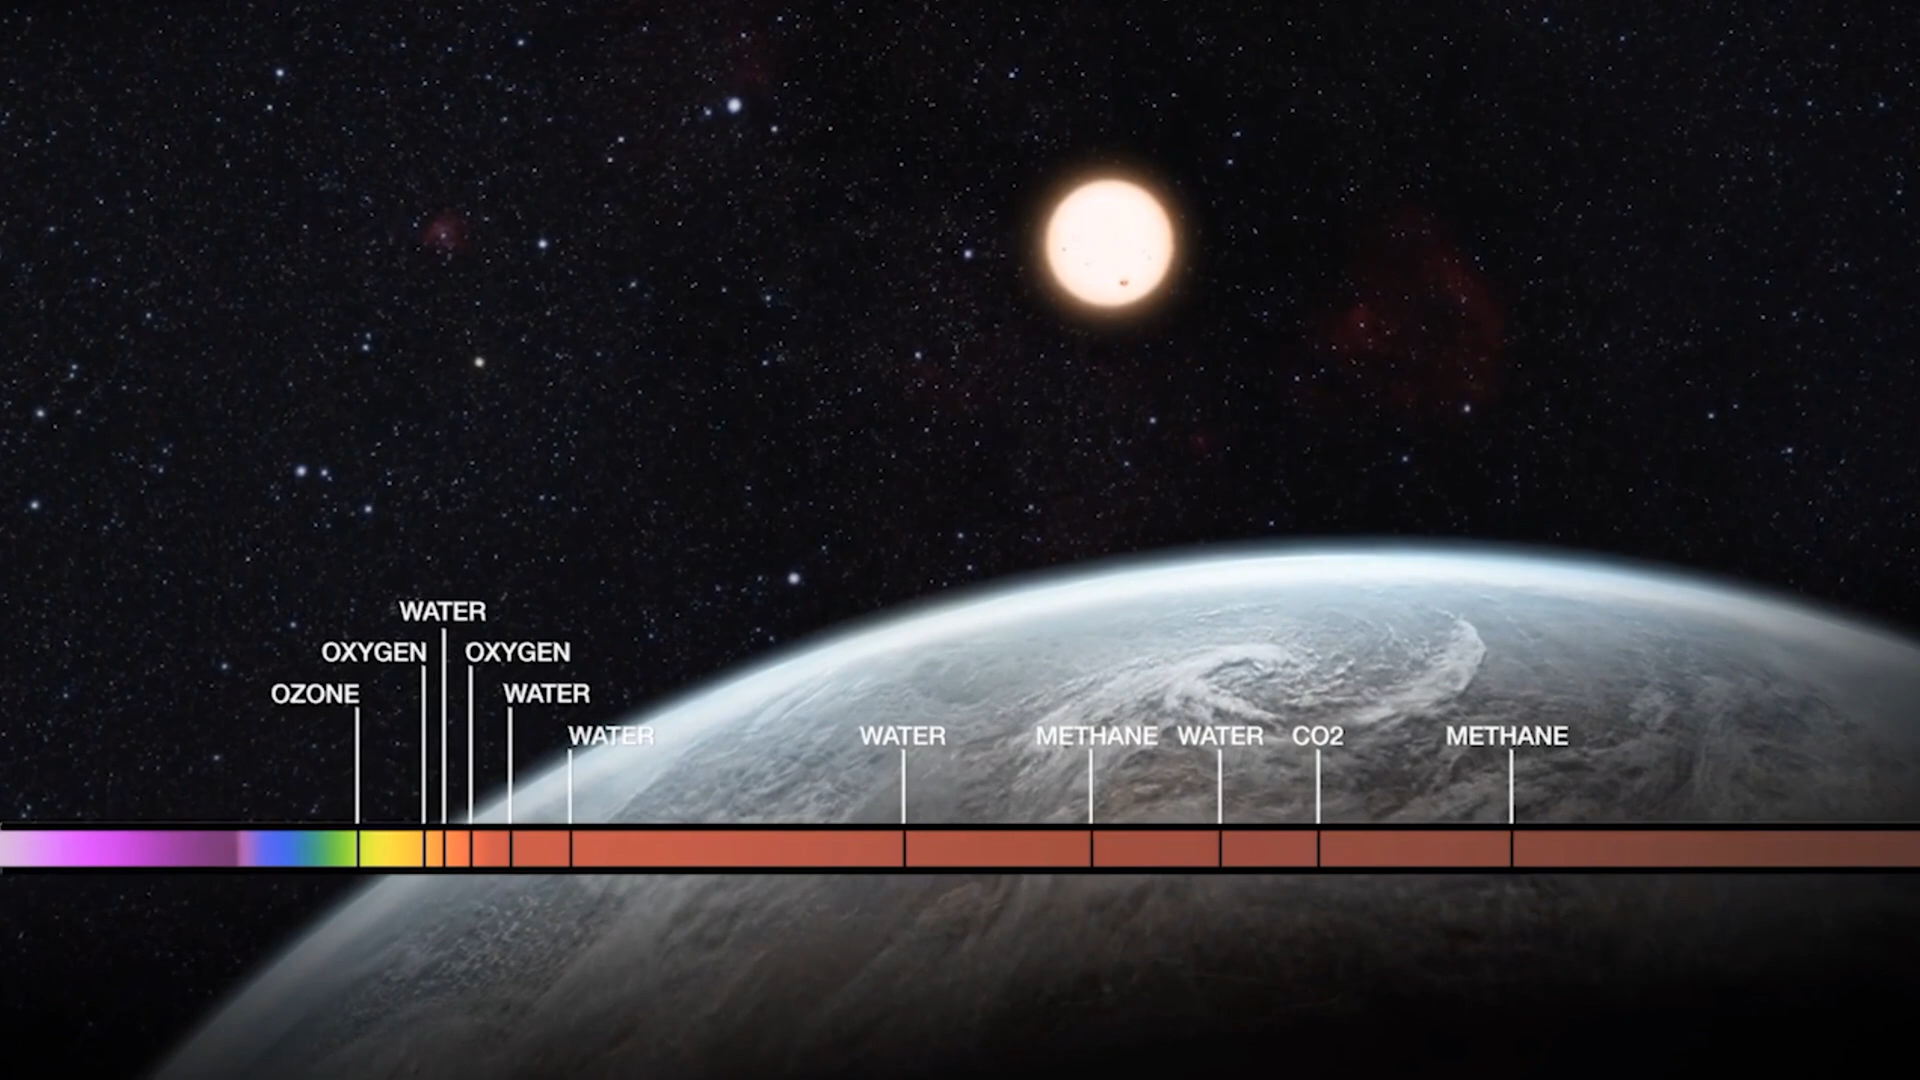 WATER
OXYGEN OXYGEN
OZONE WATER
WATER WATER METHANE WATER CO2 METHANE